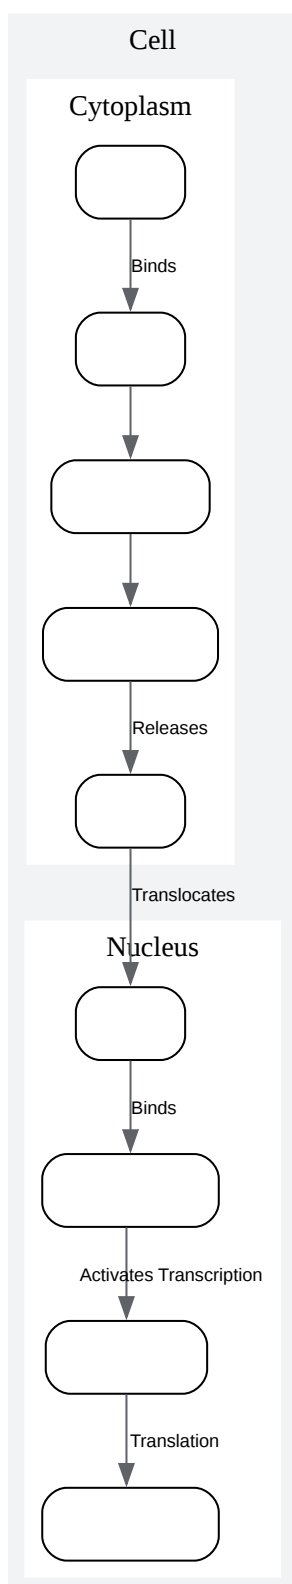 Cell
Cytoplasm
Binds
Releases
Translocates
Nucleus
Binds
Activates Transcription
Translation